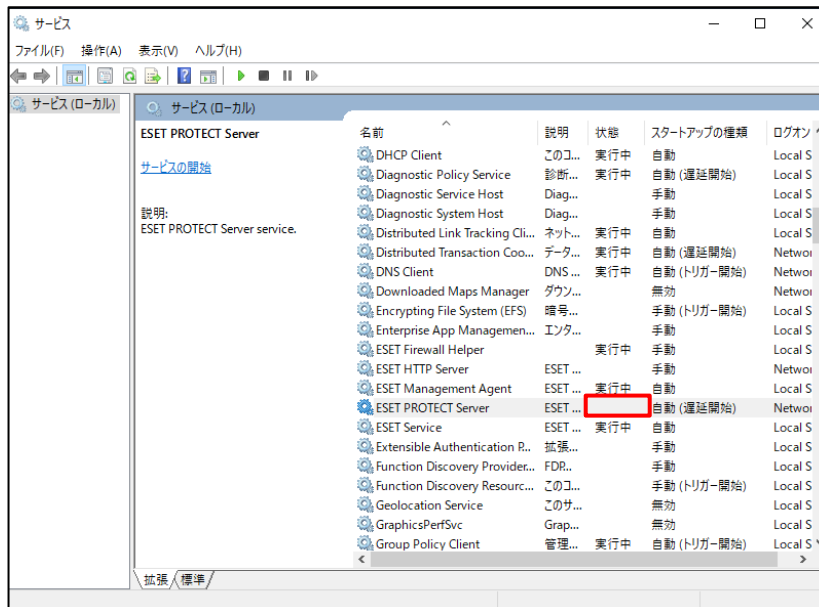 サービス
ファイル(F) 操作(A) 表示(V) ヘルプ(H)
サービス (ローカル)
サービス (ローカル)
ESET PROTECT Server
サービスの開始
説明:
ESET PROTECT Server service.
名前 説明 状態 スタートアップの種類 ログオン
DHCP Client このコ... 実行中 自動 Local S
Diagnostic Policy Service 診断... 実行中 自動 (遅延開始) Local S
Diagnostic Service Host Diag... 手動 Local S
Diagnostic System Host Diag... 手動 Local S
Distributed Link Tracking Cli... ネット... 実行中 自動 Local S
Distributed Transaction Coo... データ... 実行中 自動 (遅延開始) Networ
DNS Client DNS ... 実行中 自動 (トリガー開始) Networ
Downloaded Maps Manager ダウン... 無効 Networ
Encrypting File System (EFS) 暗号... 手動 (トリガー開始) Local S
Enterprise App Managemen... エンタ... 手動 Local S
ESET Firewall Helper 実行中 手動 Local S
ESET HTTP Server ESET ... 手動 Networ
ESET Management Agent ESET ... 実行中 自動 Local S
ESET PROTECT Server ESET ... 自動 (遅延開始) Networ
ESET Service ESET ... 実行中 自動 Local S
Extensible Authentication P... 拡張... 手動 Local S
Function Discovery Provider... FDP... 手動 Local S
Function Discovery Resourc... このコ... 手動 (トリガー開始) Local S
Geolocation Service このサ... 無効 Local S
GraphicsPerfSvc Grap... 無効 Local S
Group Policy Client 管理... 実行中 自動 (トリガー開始) Local S
拡張 標準